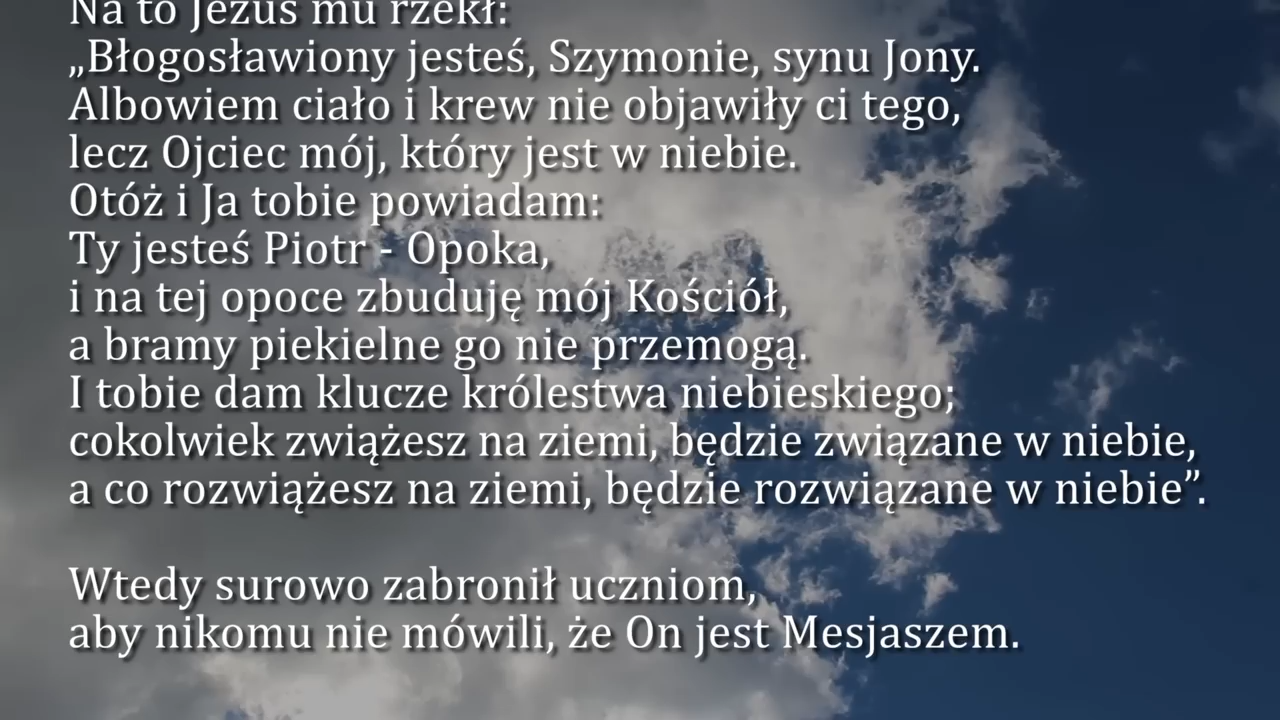 Na to Jezus mu rzekł:
„Błogosławiony jesteś, Szymonie, synu Jony.
Albowiem ciało i krew nie objawiły ci tego,
lecz Ojciec mój, który jest w niebie.
Otóż i Ja tobie powiadam:
Ty jesteś Piotr - Opoka,
i na tej opoce zbuduję mój Kościół,
a bramy piekielne go nie przemogą.
I tobie dam klucze królestwa niebieskiego;
cokolwiek zwiążesz na ziemi, będzie związane w niebie,
a co rozwiążesz na ziemi, będzie rozwiązane w niebie”.
Wtedy surowo zabronił uczniom,
aby nikomu nie mówili, że On jest Mesjaszem.